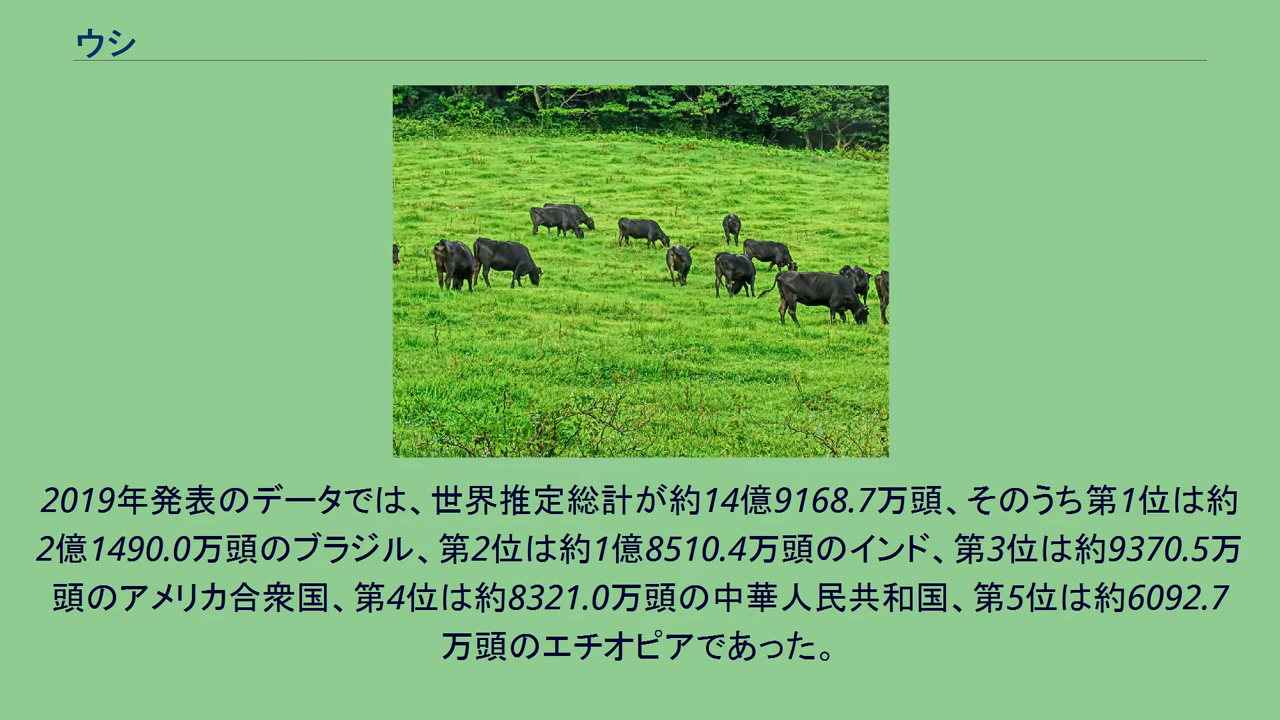 ウシ
2019年発表のデータでは、世界推定総計が約14億9168.7万頭、そのうち第1位は約
2億1490.0万頭のブラジル、第2位は約1億8510.4万頭のインド、第3位は約9370.5万
頭のアメリカ合衆国、第4位は約8321.0万頭の中華人民共和国、第5位は約6092.7
万頭のエチオピアであった。